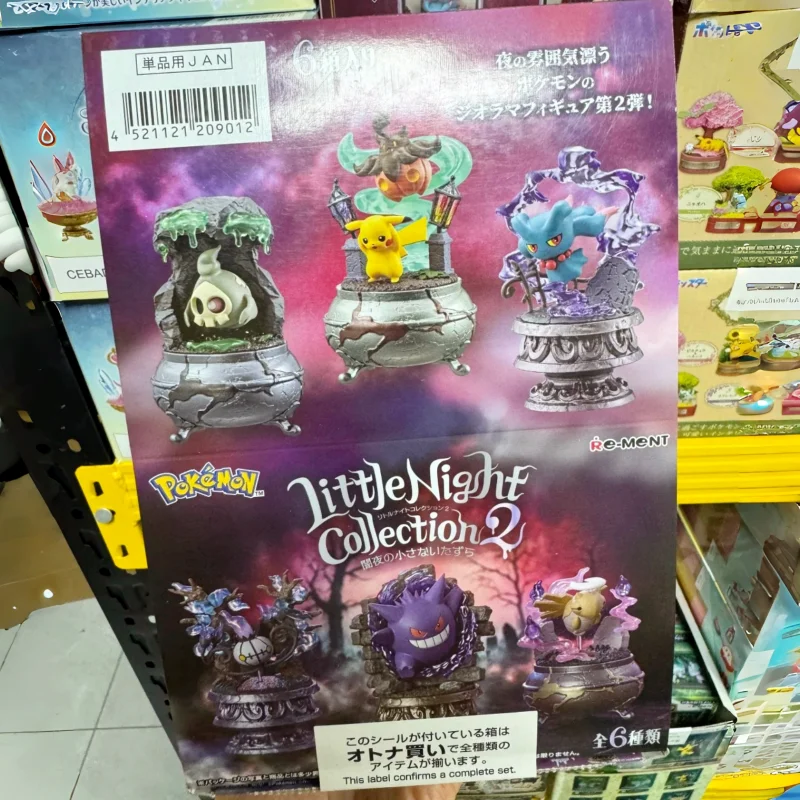 単品用JAN
4 521121 209012
6箱入り
夜の雰囲気漂う
ポケモンの
ジオラマフィギュア第2弾!
RE-MENT
POKéMON
Little Night
リトルナイトコレクション2
Collection 2
闇夜の小さないたずら
このシールが付いている箱は
オトナ買いで全種類の
アイテムが揃います。
This label confirms a complete set.
全6種類
CEBA